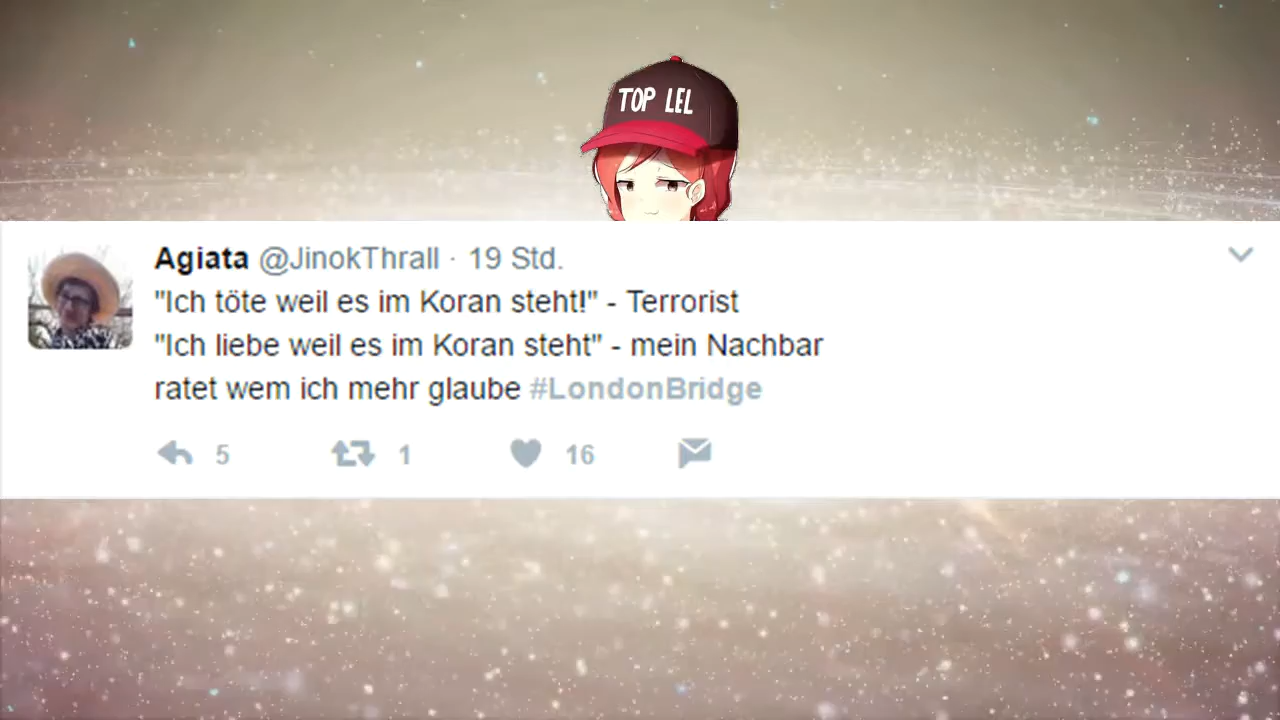 TOP LEL
Agiata @JinokThrall · 19 Std.
"Ich töte weil es im Koran steht!" - Terrorist
"Ich liebe weil es im Koran steht" - mein Nachbar
ratet wem ich mehr glaube #LondonBridge
5 1 16